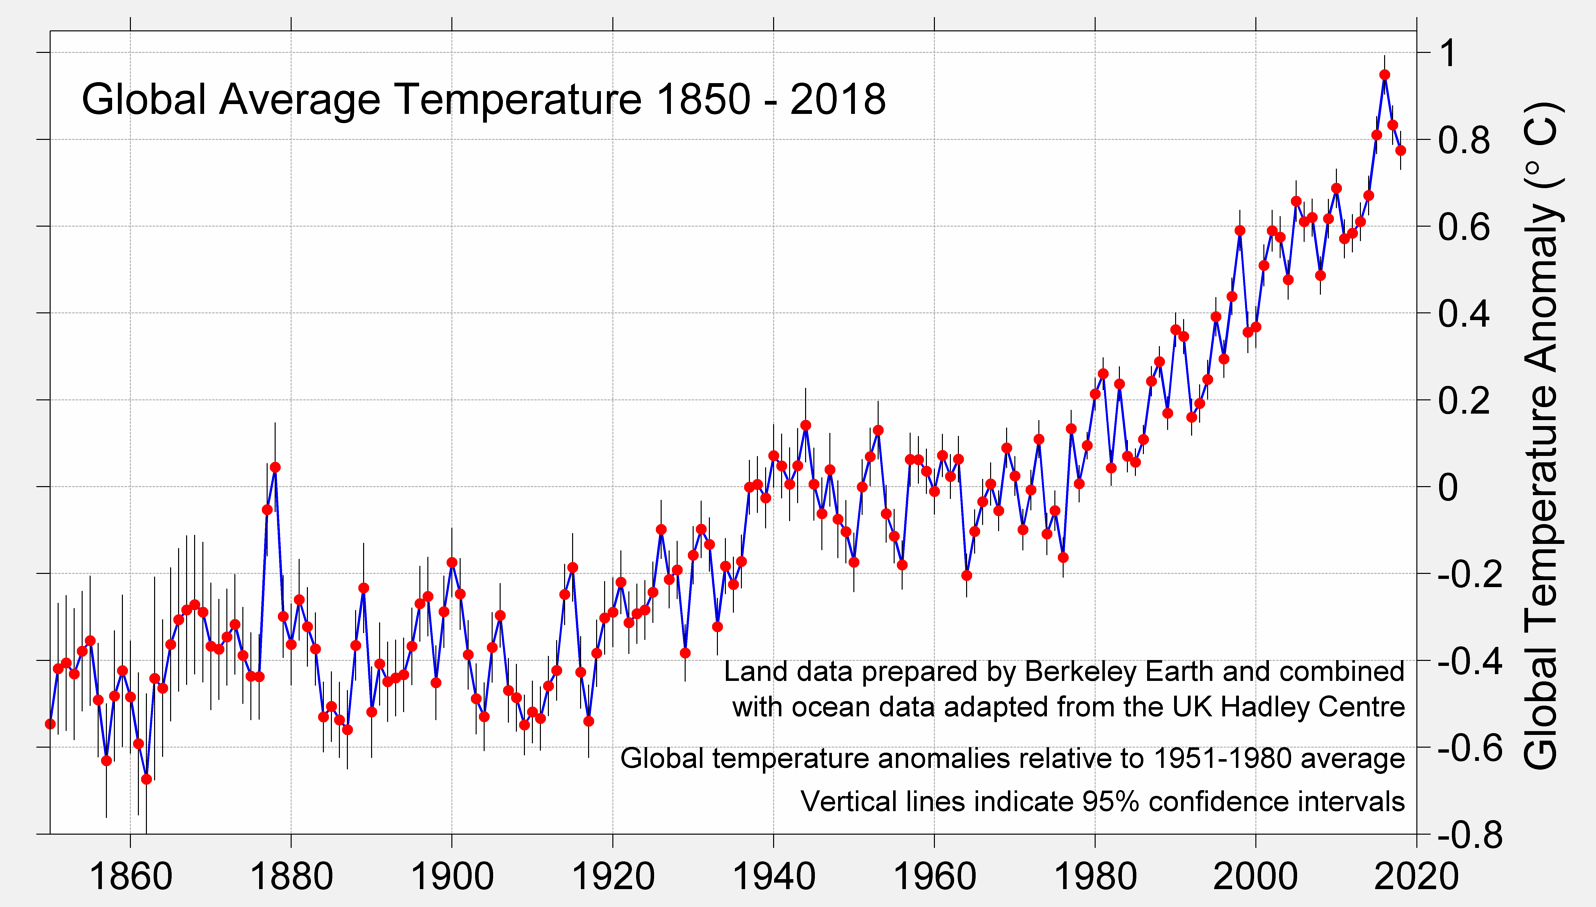 Global Average Temperature 1850 - 2018
1
0.8
0.6
0.4
0.2
0
-0.2
-0.4
-0.6
-0.8
Global Temperature Anomaly (° C)
Land data prepared by Berkeley Earth and combined
with ocean data adapted from the UK Hadley Centre
Global temperature anomalies relative to 1951-1980 average
Vertical lines indicate 95% confidence intervals
1860 1880 1900 1920 1940 1960 1980 2000 2020